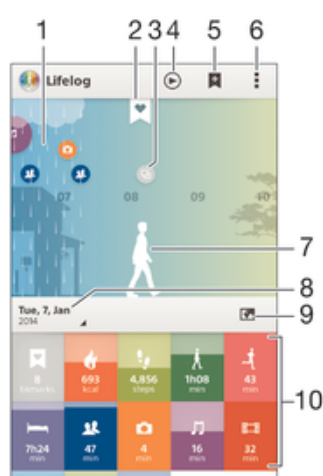 1 2 3 4 5 6
Lifelog
07 08 09 10
7
Tue, 7, Jan
2014
8
9
8 693 4,856 1h08 43
bookmarks kcal steps min min
10
7h24 47 4 16 32
min min min min min